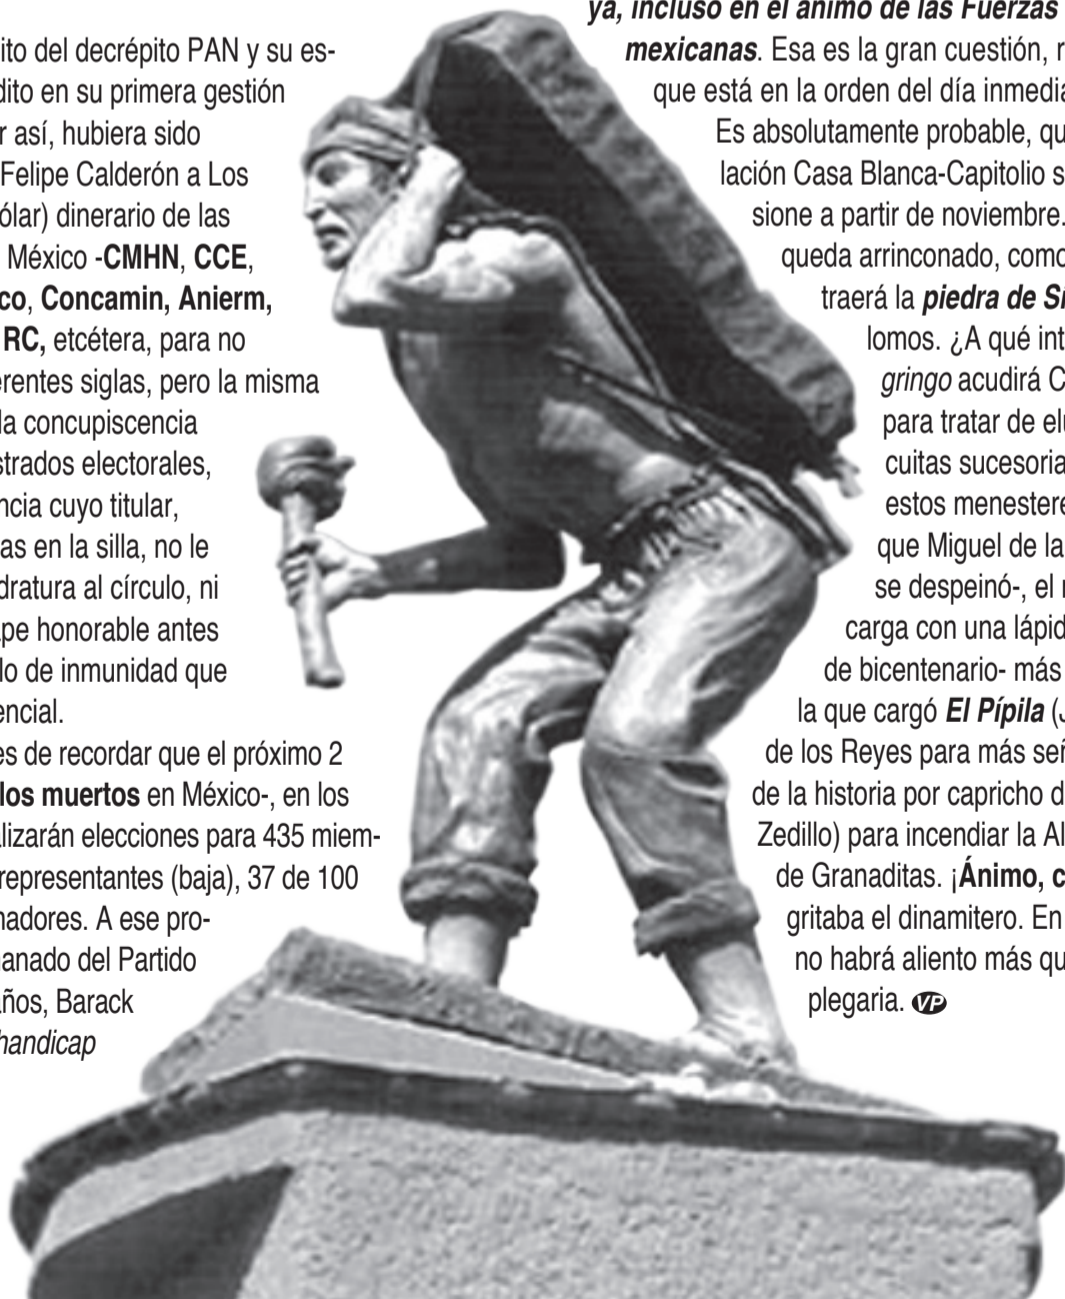 ito del decrépito PAN y su es-
dito en su primera gestión
r así, hubiera sido
Felipe Calderón a Los
ólar) dinerario de las
México -CMHN, CCE,
co, Concamin, Anierm,
RC, etcétera, para no
erentes siglas, pero la misma
la concupiscencia
strados electorales,
ncia cuyo titular,
as en la silla, no le
dratura al círculo, ni
ape honorable antes
lo de inmunidad que
encial.
es de recordar que el próximo 2
los muertos en México-, en los
alizarán elecciones para 435 miem-
representantes (baja), 37 de 100
nadores. A ese pro-
anado del Partido
años, Barack
handicap
ya, incluso en el ánimo de las Fuerzas
mexicanas. Esa es la gran cuestión, r
que está en la orden del día inmedia
Es absolutamente probable, qu
lación Casa Blanca-Capitolio s
sione a partir de noviembre.
queda arrinconado, como
traerá la piedra de Sí
lomos. ¿A qué int
gringo acudirá C
para tratar de elu
cuitas sucesoria
estos menestere
que Miguel de la
se despeinó-, el r
carga con una lápid
de bicentenario- más
la que cargó El Pípila (J
de los Reyes para más señ
de la historia por capricho d
Zedillo) para incendiar la Al
de Granaditas. ¡Ánimo, c
gritaba el dinamitero. En
no habrá aliento más qu
plegaria. VP